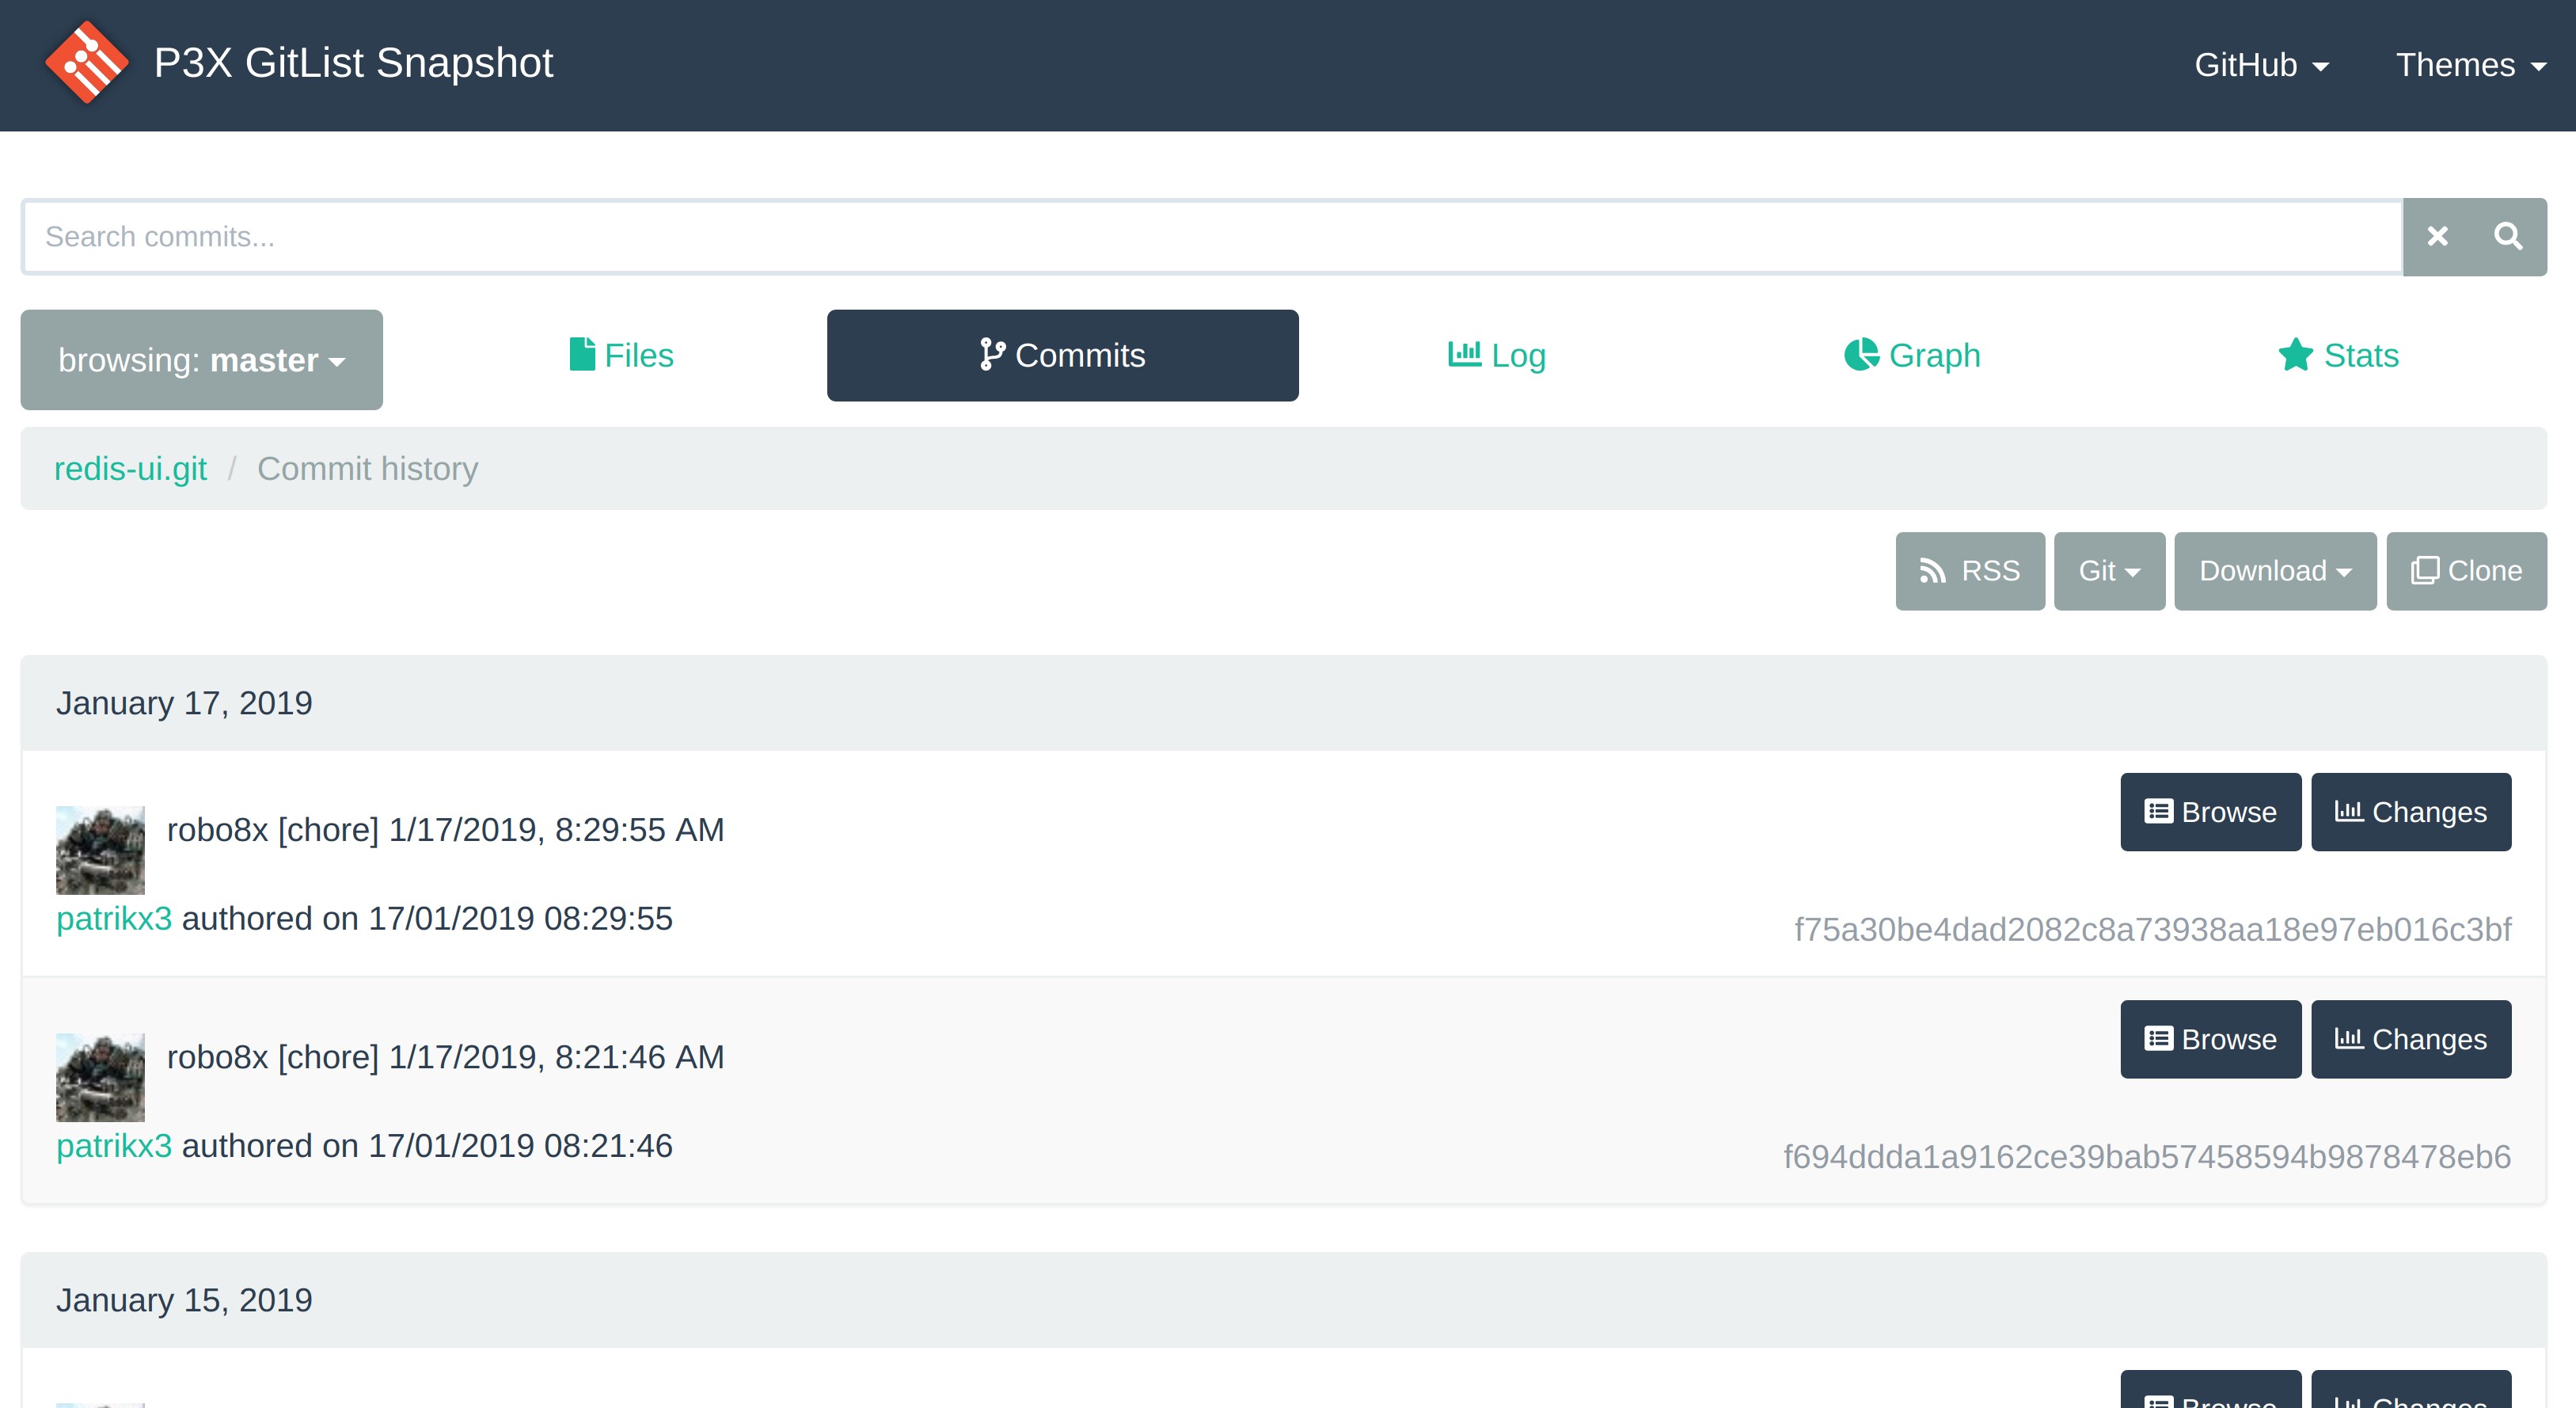 P3X GitList Snapshot
GitHub
Themes
Search commits...
browsing: master
Files
Commits
Log
Graph
Stats
redis-ui.git / Commit history
RSS
Git
Download
Clone
January 17, 2019
Browse
Changes
robo8x [chore] 1/17/2019, 8:29:55 AM
patrikx3 authored on 17/01/2019 08:29:55
f75a30be4dad2082c8a73938aa18e97eb016c3bf
Browse
Changes
robo8x [chore] 1/17/2019, 8:21:46 AM
patrikx3 authored on 17/01/2019 08:21:46
f694ddda1a9162ce39bab57458594b9878478eb6
January 15, 2019
Browse
Changes